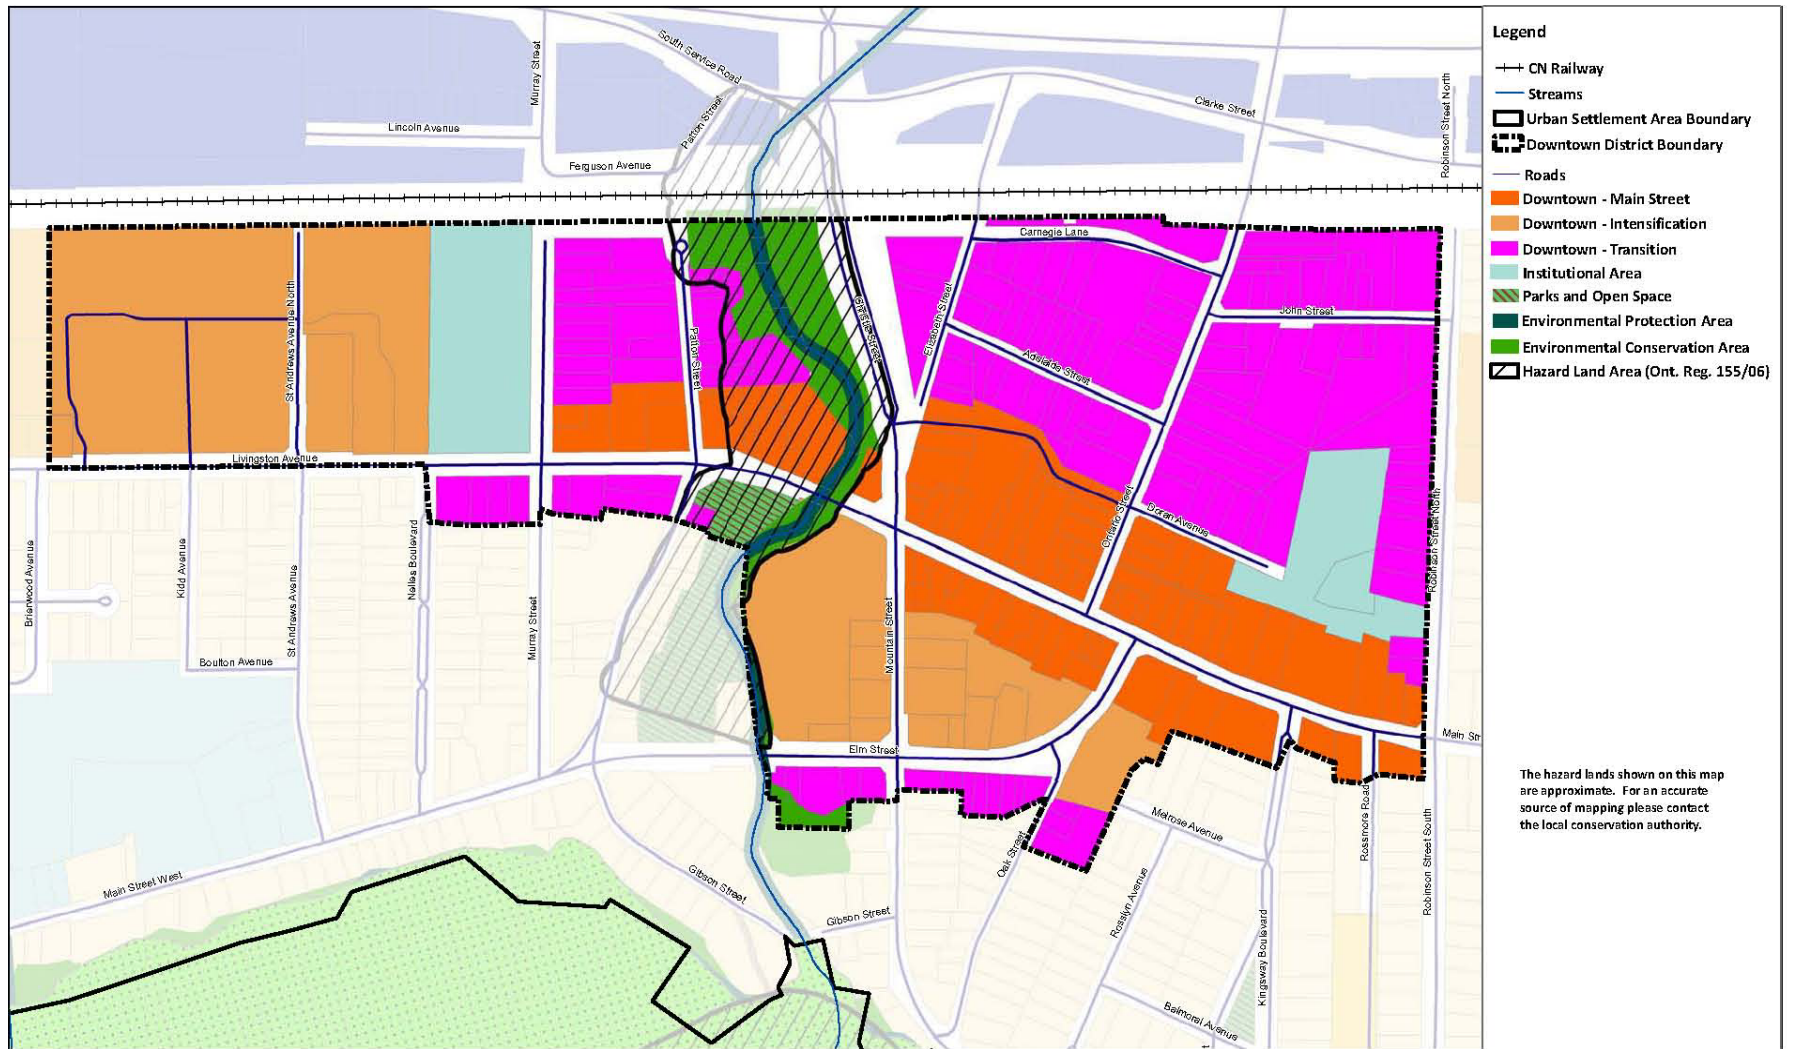 South Service Road
Murray Street
Patton Street
Clarke Street
Robinson Street North
Lincoln Avenue
Ferguson Avenue
Carnegie Lane
St Andrews Avenue North
Patton Street
Christie Street
Elizabeth Street
John Street
Adelaide Street
Livingston Avenue
Ontario Street
Doran Avenue
Robinson Street North
Brierwood Avenue
Kidd Avenue
St Andrews Avenue
Nelles Boulevard
Murray Street
Mountain Street
Boulton Avenue
Elm Street
Main Str
Melrose Avenue
Rossmore Road
Robinson Street South
Oak Street
Main Street West
Gibson Street
Gibson Street
Rosslyn Avenue
Kingsway Boulevard
Balmoral Avenue
Legend
CN Railway
Streams
Urban Settlement Area Boundary
Downtown District Boundary
Roads
Downtown - Main Street
Downtown - Intensification
Downtown - Transition
Institutional Area
Parks and Open Space
Environmental Protection Area
Environmental Conservation Area
Hazard Land Area (Ont. Reg. 155/06)
The hazard lands shown on this map
are approximate. For an accurate
source of mapping please contact
the local conservation authority.